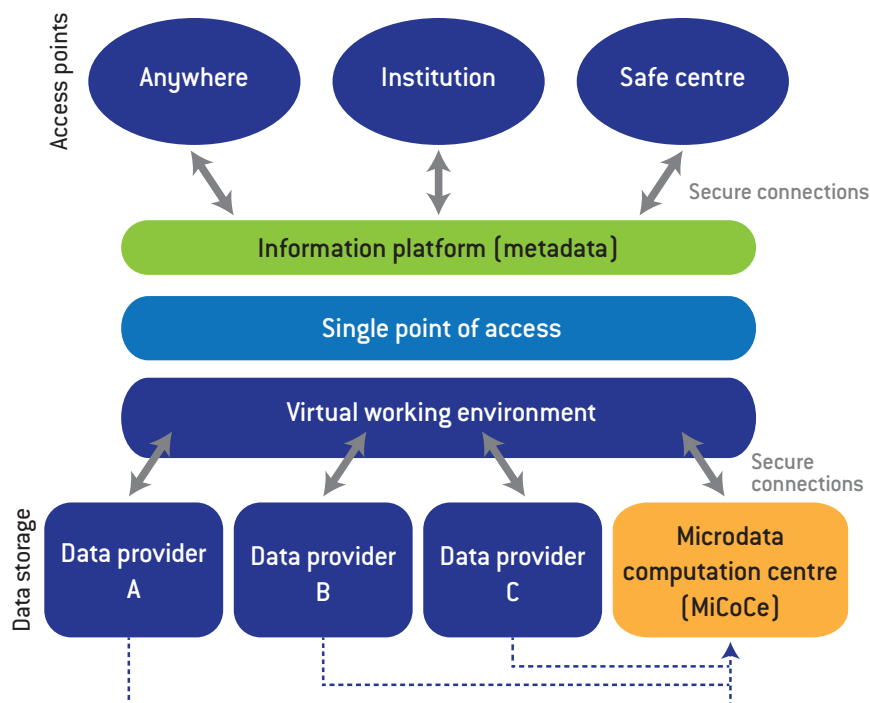 Access points
Anywhere
Institution
Safe centre
Secure connections
Information platform (metadata)
Single point of access
Virtual working environment
Secure
connections
Data storage
Data provider
A
Data provider
B
Data provider
C
Microdata
computation centre
(MiCoCe)